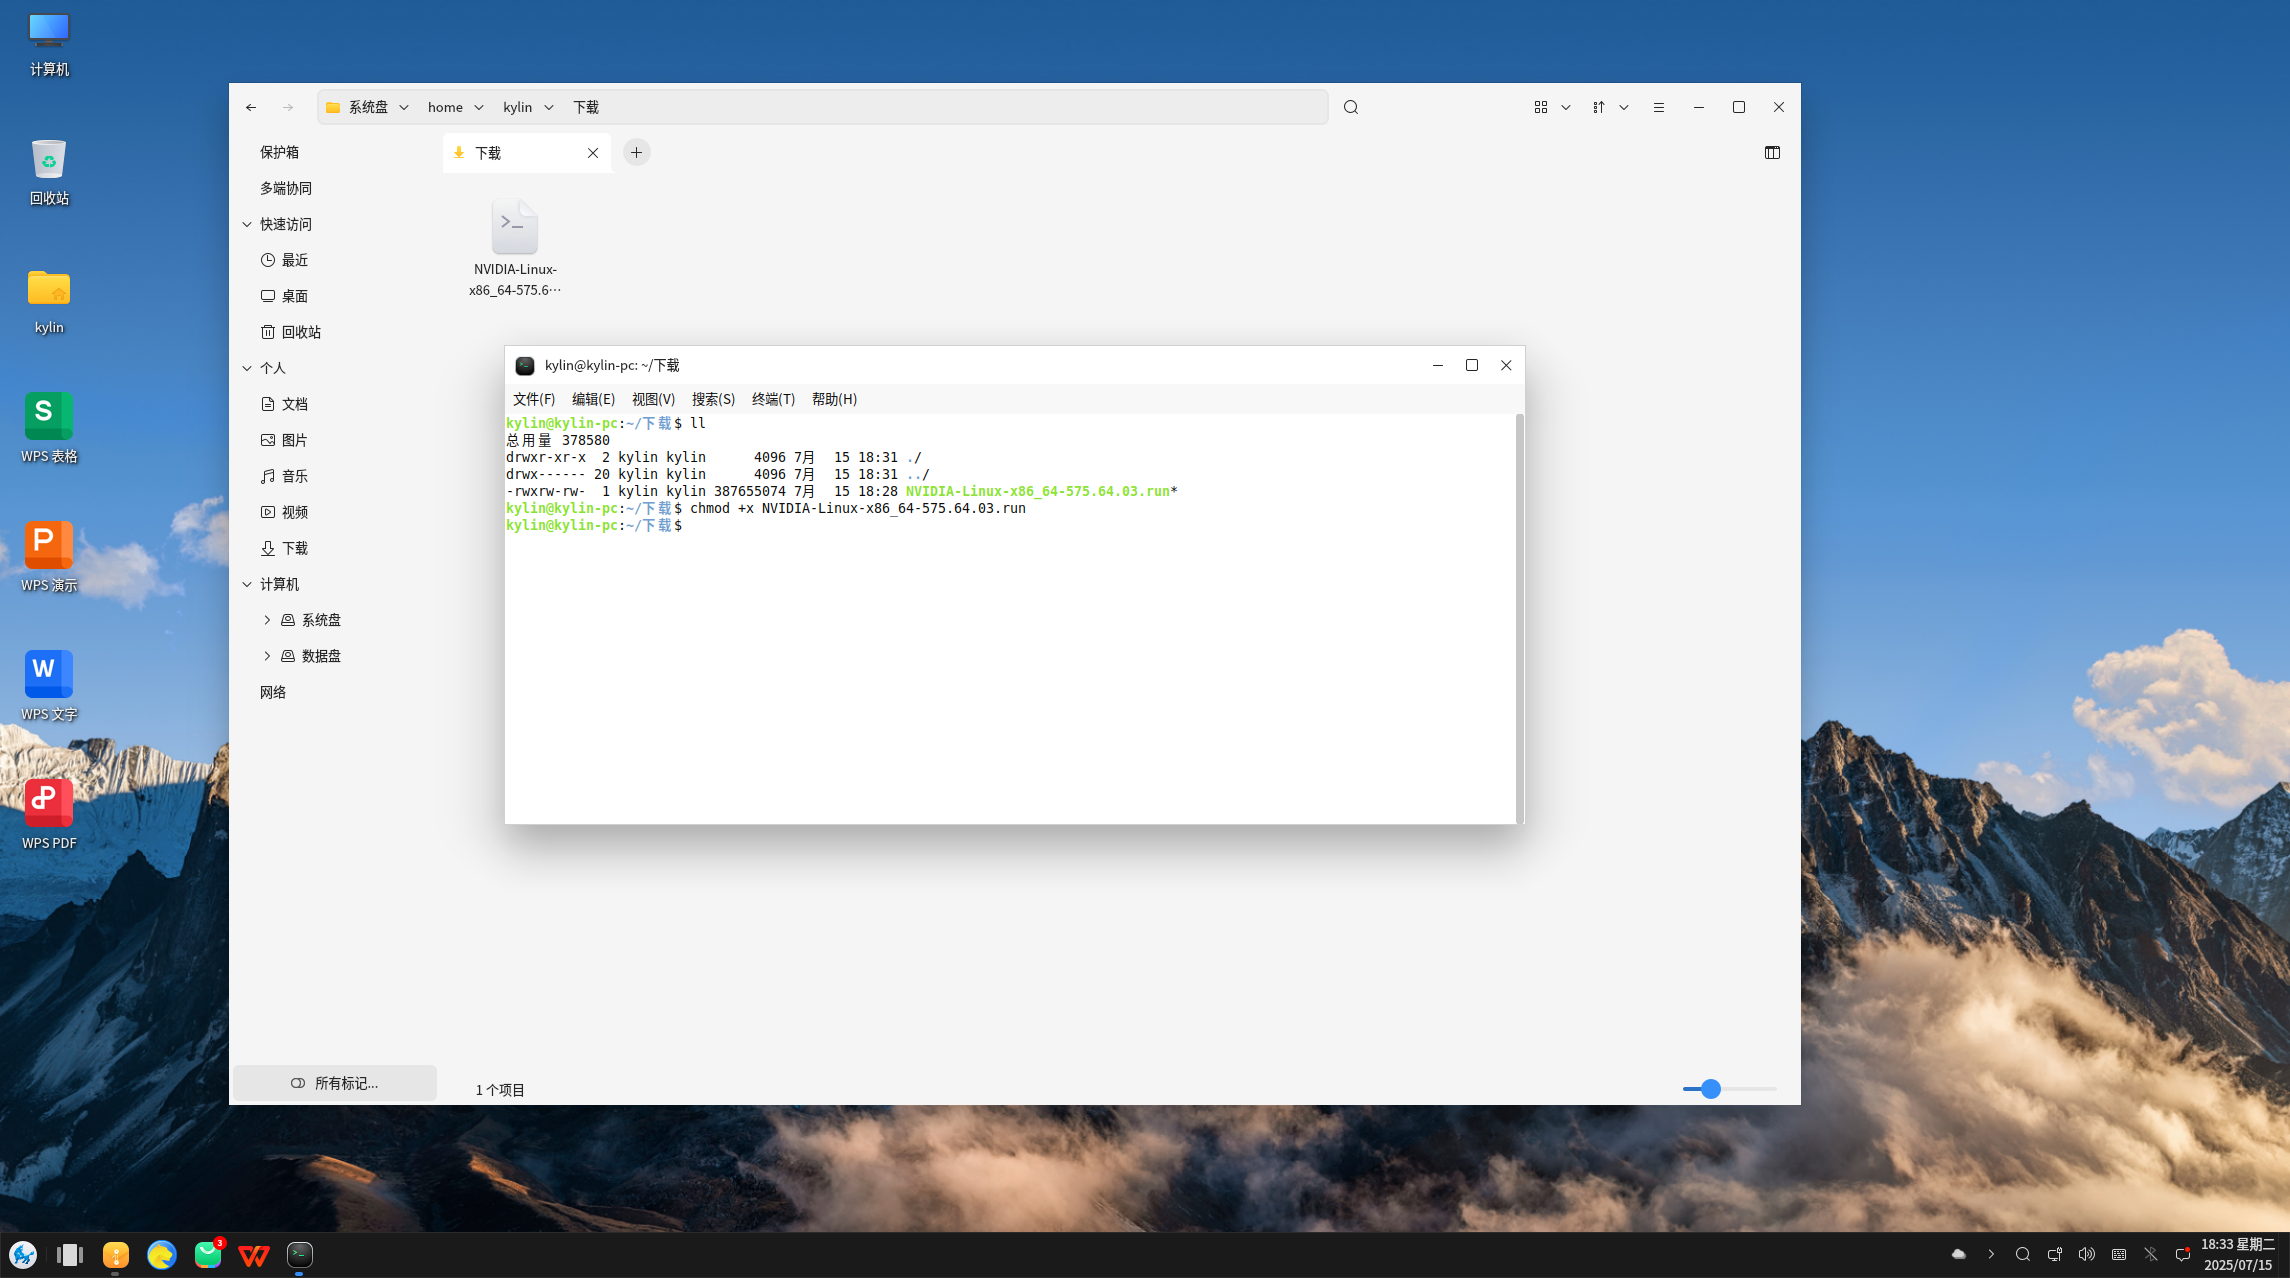 计算机
回收站
kylin
WPS 表格
WPS 演示
WPS 文字
WPS PDF
系统盘 home kylin 下载
保护箱
多端协同
快速访问
最近
桌面
回收站
个人
文档
图片
音乐
视频
下载
计算机
系统盘
数据盘
网络
所有标记...
下载
NVIDIA-Linux-
x86_64-575.6···
kylin@kylin-pc: ~/下载
文件(F) 编辑(E) 视图(V) 搜索(S) 终端(T) 帮助(H)
kylin@kylin-pc:~/下载$ ll
总用量 378580
drwxr-xr-x  2 kylin kylin      4096 7月  15 18:31 ./
drwx------ 20 kylin kylin      4096 7月  15 18:31 ../
-rwxrw-rw-  1 kylin kylin 387655074 7月  15 18:28 NVIDIA-Linux-x86_64-575.64.03.run*
kylin@kylin-pc:~/下载$ chmod +x NVIDIA-Linux-x86_64-575.64.03.run
kylin@kylin-pc:~/下载$
1 个项目
3
18:33 星期二
2025/07/15